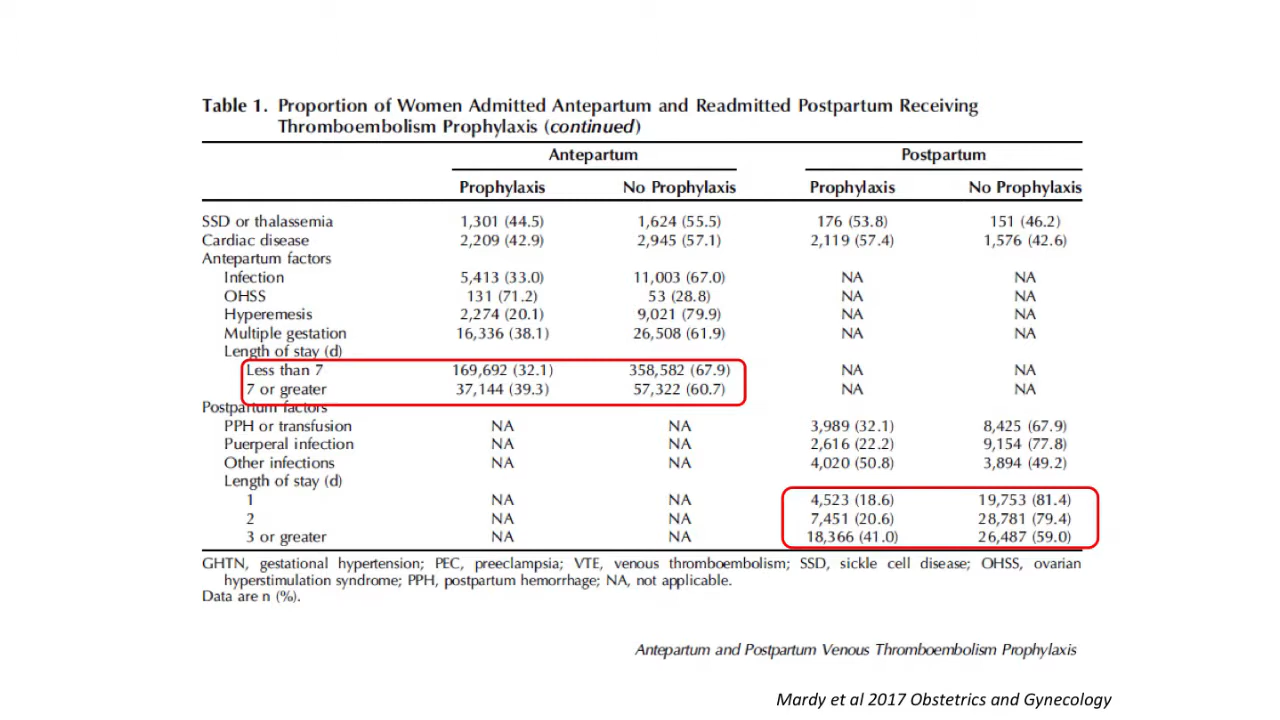 Table 1. Proportion of Women Admitted Antepartum and Readmitted Postpartum Receiving
Thromboembolism Prophylaxis (continued)
Antepartum Postpartum
Prophylaxis No Prophylaxis Prophylaxis No Prophylaxis
SSD or thalassemia 1,301 (44.5) 1,624 (55.5) 176 (53.8) 151 (46.2)
Cardiac disease 2,209 (42.9) 2,945 (57.1) 2,119 (57.4) 1,576 (42.6)
Antepartum factors
Infection 5,413 (33.0) 11,003 (67.0) NA NA
OHSS 131 (71.2) 53 (28.8) NA NA
Hyperemesis 2,274 (20.1) 9,021 (79.9) NA NA
Multiple gestation 16,336 (38.1) 26,508 (61.9) NA NA
Length of stay (d)
Less than 7 169,692 (32.1) 358,582 (67.9) NA NA
7 or greater 37,144 (39.3) 57,322 (60.7) NA NA
Postpartum factors
PPH or transfusion NA NA 3,989 (32.1) 8,425 (67.9)
Puerperal infection NA NA 2,616 (22.2) 9,154 (77.8)
Other infections NA NA 4,020 (50.8) 3,894 (49.2)
Length of stay (d)
1 NA NA 4,523 (18.6) 19,753 (81.4)
2 NA NA 7,451 (20.6) 28,781 (79.4)
3 or greater NA NA 18,366 (41.0) 26,487 (59.0)
GHTN, gestational hypertension; PEC, preeclampsia; VTE, venous thromboembolism; SSD, sickle cell disease; OHSS, ovarian
hyperstimulation syndrome; PPH, postpartum hemorrhage; NA, not applicable.
Data are n (%).
Antepartum and Postpartum Venous Thromboembolism Prophylaxis
Mardy et al 2017 Obstetrics and Gynecology